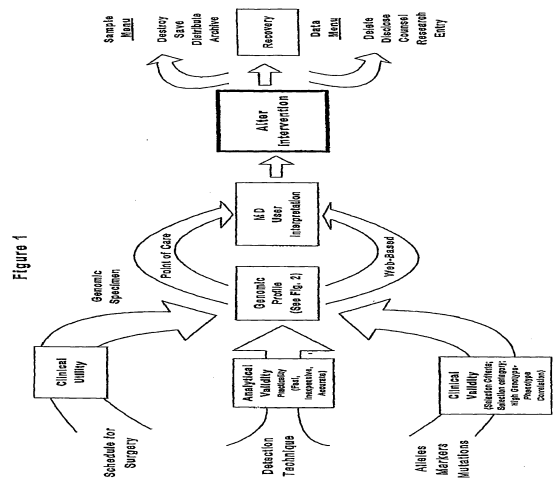 Figure 1
Schedule for
Surgery
Clinical
Utility
Genomic
Specimen
Detection
Technique
Analytical
Validity
Practicality
(Fast,
Inexpensive,
Accurate)
Alleles
Markers
Mutations
Clinical
Validity
(Selection Criteria;
Selection category;
High Genotype-
Phenotype
Correlation)
Genomic
Profile
(See Fig. 2)
Point of Care
Web-Based
MD
User
Interpretation
Alter
Intervention
Sample
Menu
Destroy
Save
Distribute
Archive
Recovery
Data
Menu
Delete
Disclose
Counsel
Research
Entry